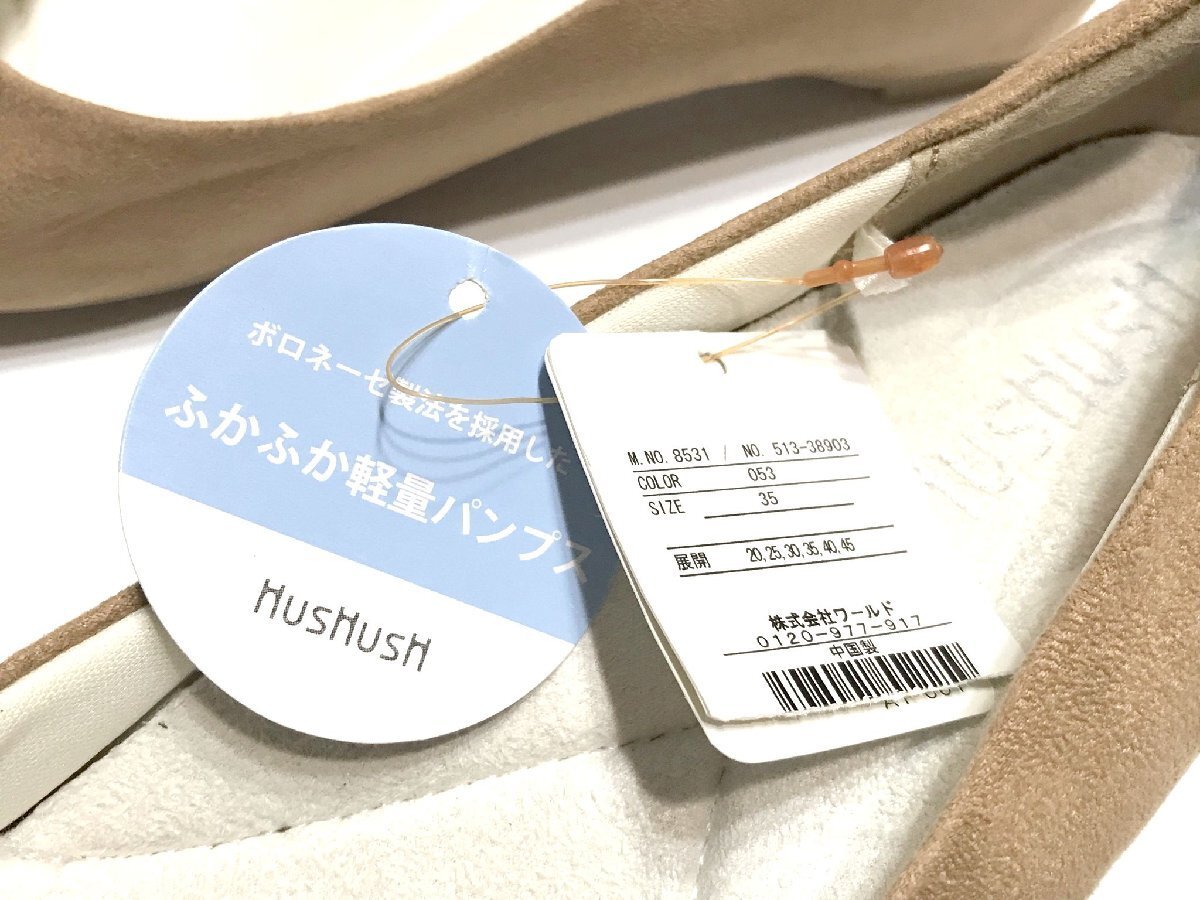 ボロネーゼ製法を採用した
ふかふか軽量パンプス
HusHusH
M.NO. 8531 / NO. 513-38903
COLOR 053
SIZE 35
展開 20,25,30,35,40,45
株式会社ワールド
0120-977-917
中国製
HusHusH